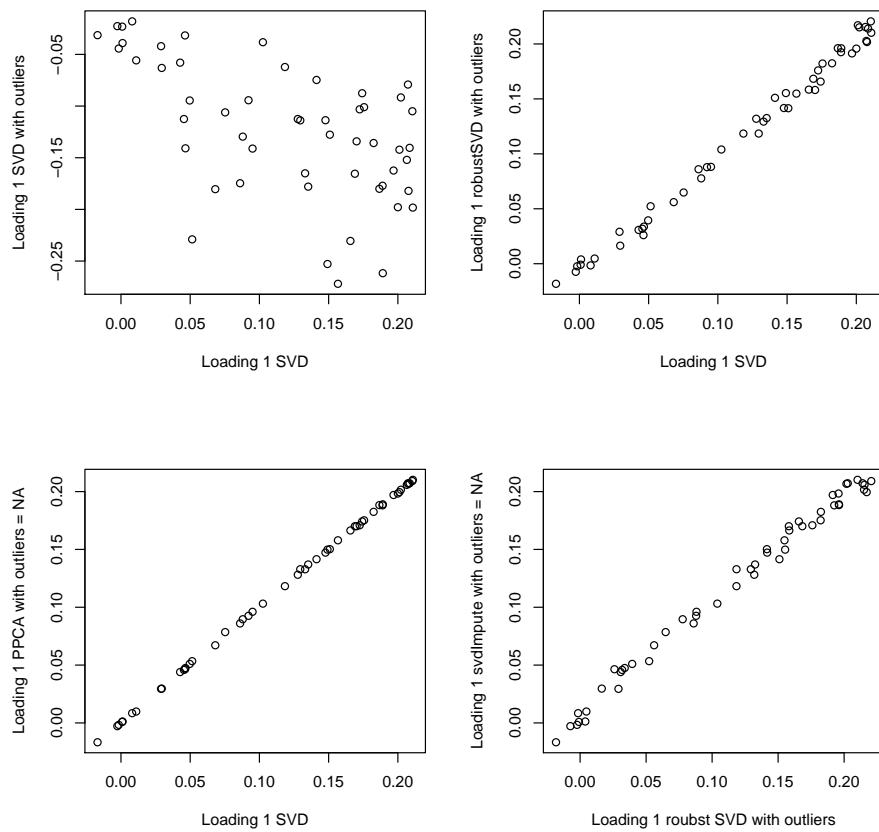 Loading 1 SVD with outliers
−0.05
−0.15
−0.25
0.00 0.05 0.10 0.15 0.20
Loading 1 SVD
Loading 1 robustSVD with outliers
0.20
0.15
0.10
0.05
0.00
0.00 0.05 0.10 0.15 0.20
Loading 1 SVD
Loading 1 PPCA with outliers = NA
0.20
0.15
0.10
0.05
0.00
0.00 0.05 0.10 0.15 0.20
Loading 1 SVD
Loading 1 svdImpute with outliers = NA
0.20
0.15
0.10
0.05
0.00
0.00 0.05 0.10 0.15 0.20
Loading 1 roubst SVD with outliers